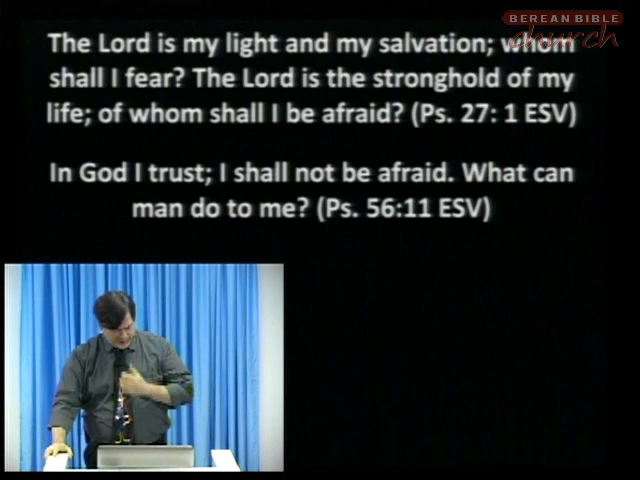 BEREAN BIBLE
church
The Lord is my light and my salvation; whom
shall I fear? The Lord is the stronghold of my
life; of whom shall I be afraid? (Ps. 27: 1 ESV)
In God I trust; I shall not be afraid. What can
man do to me? (Ps. 56:11 ESV)